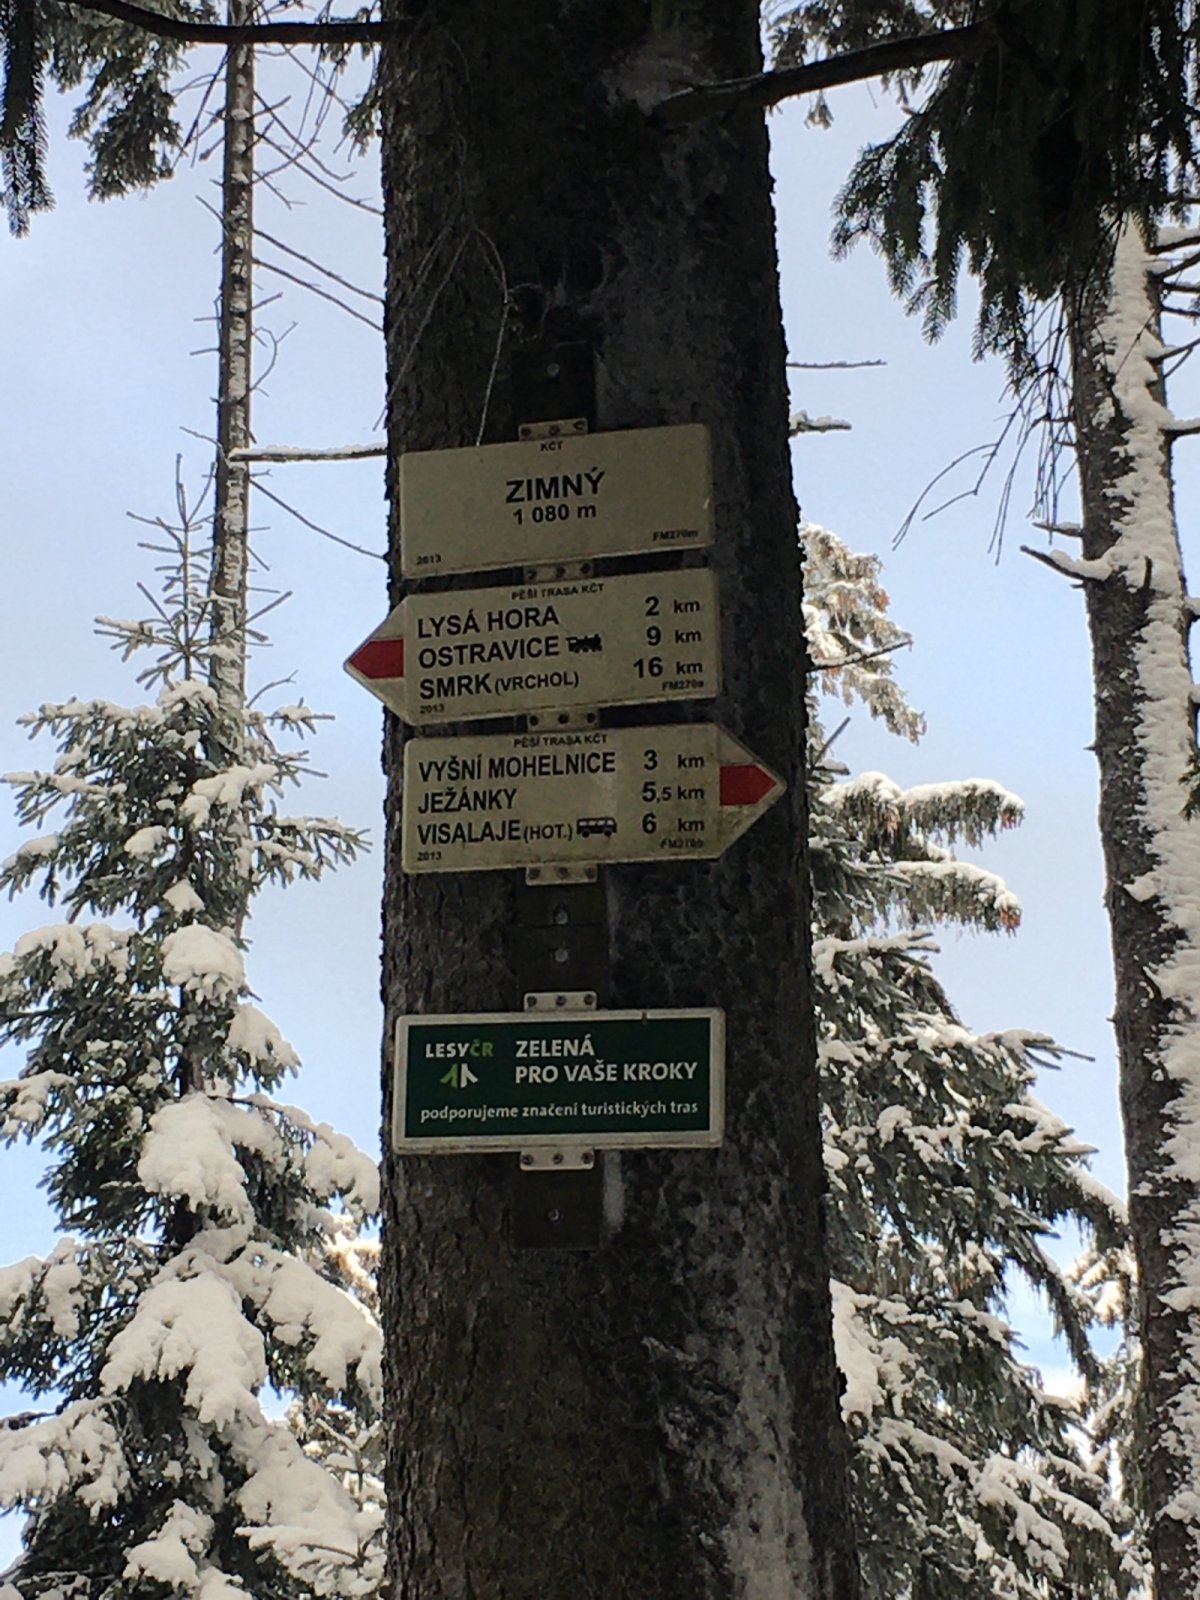 KČT
ZIMNÝ
1 080 m
2013 FM270m
PĚŠÍ TRASA KČT
LYSÁ HORA 2 km
OSTRAVICE 9 km
SMRK (VRCHOL) 16 km
2013
PĚŠÍ TRASA KČT
VYŠNÍ MOHELNICE 3 km
JEŽÁNKY 5,5 km
VISALAJE (HOT.) 6 km
2013
LESY ČR ZELENÁ
PRO VAŠE KROKY
podporujeme značení turistických tras